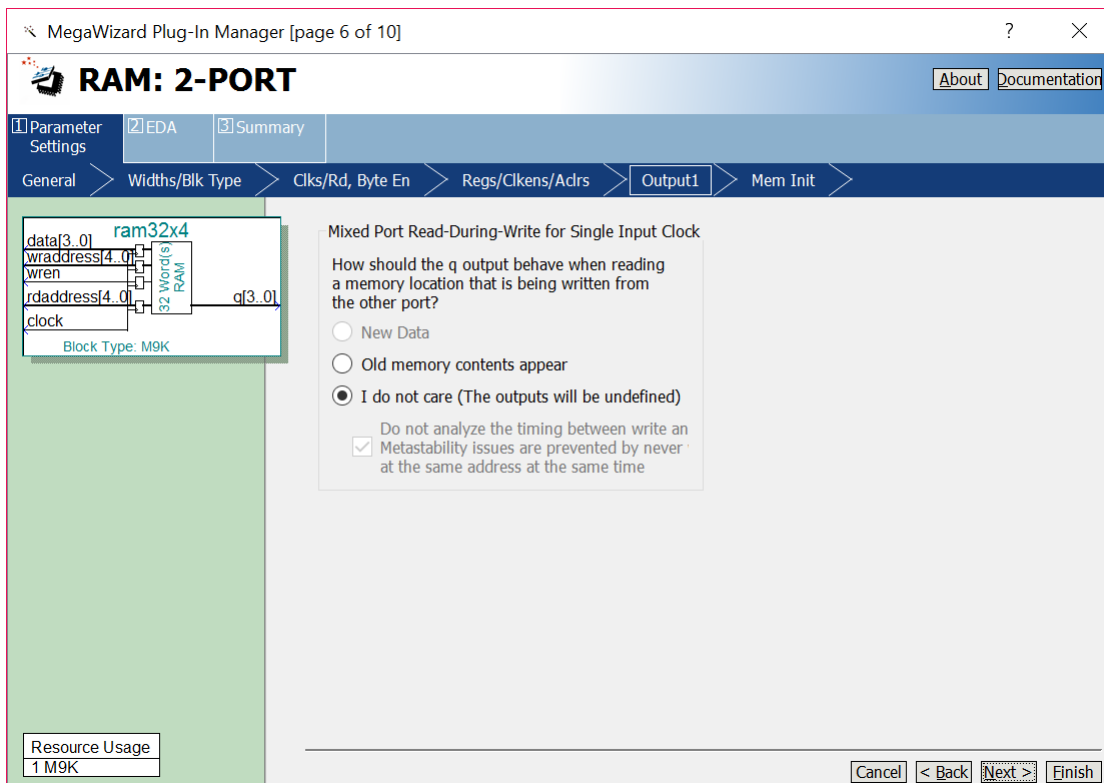 MegaWizard Plug-In Manager [page 6 of 10]
?
RAM: 2-PORT
About
Documentation
1 Parameter Settings
2 EDA
3 Summary
General
Widths/Blk Type
Clks/Rd, Byte En
Regs/Clkens/Aclrs
Output1
Mem Init
ram32x4
data[3..0]
wraddress[4..0]
wren
rdaddress[4..0]
clock
32 Word(s)
RAM
q[3..0]
Block Type: M9K
Mixed Port Read-During-Write for Single Input Clock
How should the q output behave when reading
a memory location that is being written from
the other port?
New Data
Old memory contents appear
I do not care (The outputs will be undefined)
Do not analyze the timing between write an
Metastability issues are prevented by never
at the same address at the same time
Resource Usage
1 M9K
Cancel
< Back
Next >
Finish